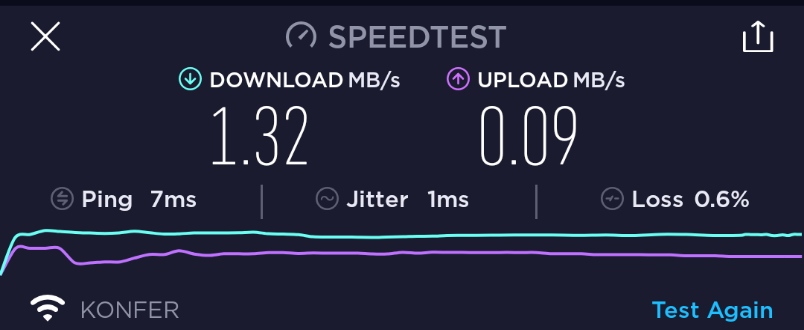 SPEEDTEST
DOWNLOAD MB/s UPLOAD MB/s
1.32 0.09
Ping 7ms Jitter 1ms Loss 0.6%
KONFER Test Again